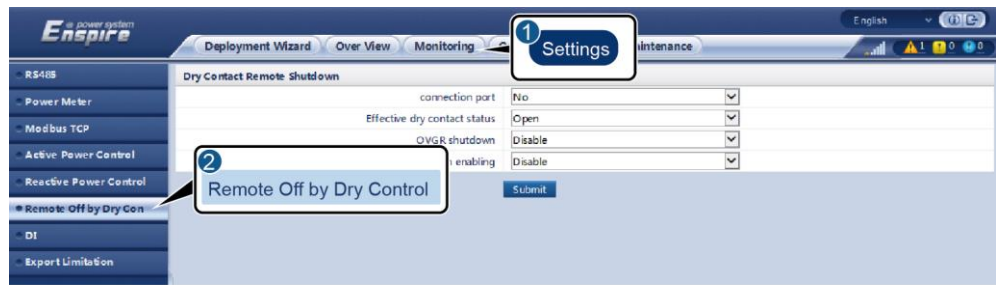 e power system
Enspire
English
Deployment Wizard Over View Monitoring
1 Settings
intenance
1 0 0
RS485
Power Meter
Modbus TCP
Active Power Control
Reactive Power Control
Remote Off by Dry Con
DI
Export Limitation
Dry Contact Remote Shutdown
connection port No
Effective dry contact status Open
OVGR shutdown Disable
enabling Disable
2 Remote Off by Dry Control
Submit